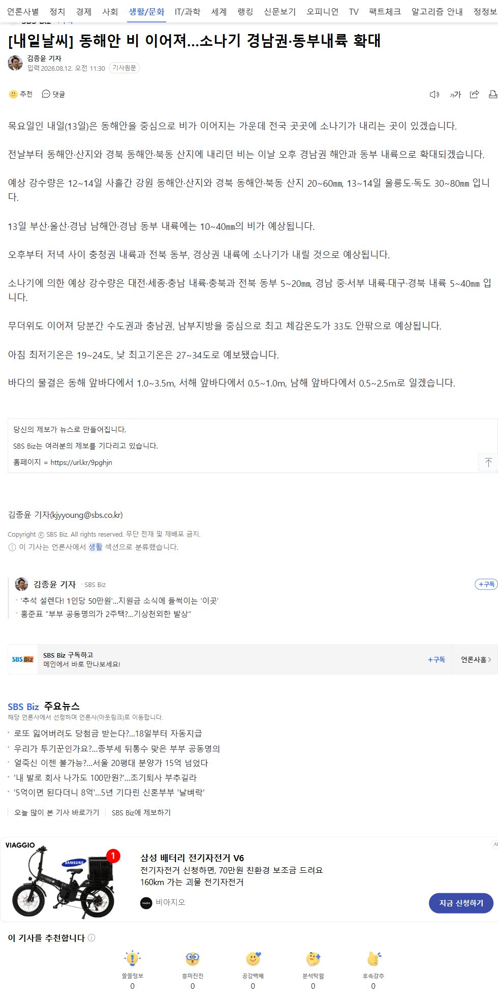 언론사별 정치 경제 사회 생활/문화 IT/과학 세계 랭킹 신문보기 오피니언 TV 팩트체크 알고리즘 안내 정정보
SBS Biz
[내일날씨] 동해안 비 이어져…소나기 경남권·동부내륙 확대
김종윤 기자
입력 2026.08.12. 오전 11:30 기사원문
추천 댓글 가가
목요일인 내일(13일)은 동해안을 중심으로 비가 이어지는 가운데 전국 곳곳에 소나기가 내리는 곳이 있겠습니다.
전날부터 동해안·산지와 경북 동해안·북동 산지에 내리던 비는 이날 오후 경남권 해안과 동부 내륙으로 확대되겠습니다.
예상 강수량은 12~14일 사흘간 강원 동해안·산지와 경북 동해안·북동 산지 20~60㎜, 13~14일 울릉도·독도 30~80㎜ 입니
다.
13일 부산·울산·경남 남해안·경남 동부 내륙에는 10~40㎜의 비가 예상됩니다.
오후부터 저녁 사이 충청권 내륙과 전북 동부, 경상권 내륙에 소나기가 내릴 것으로 예상됩니다.
소나기에 의한 예상 강수량은 대전·세종·충남 내륙·충북과 전북 동부 5~20㎜, 경남 중·서부 내륙·대구·경북 내륙 5~40㎜ 입
니다.
무더위도 이어져 당분간 수도권과 충남권, 남부지방을 중심으로 최고 체감온도가 33도 안팎으로 예상됩니다.
아침 최저기온은 19~24도, 낮 최고기온은 27~34도로 예보됐습니다.
바다의 물결은 동해 앞바다에서 1.0~3.5m, 서해 앞바다에서 0.5~1.0m, 남해 앞바다에서 0.5~2.5m로 일겠습니다.
당신의 제보가 뉴스로 만들어집니다.
SBS Biz는 여러분의 제보를 기다리고 있습니다.
홈페이지 = https://url.kr/9pghjn
김종윤 기자(kjyyoung@sbs.co.kr)
Copyright ⓒ SBS Biz. All rights reserved. 무단 전재 및 재배포 금지.
이 기사는 언론사에서 생활 섹션으로 분류했습니다.
김종윤 기자 · SBS Biz +구독
'추석 설렌다! 1인당 50만원'…지원금 소식에 들썩이는 '이곳'
홍준표 "부부 공동명의가 2주택?…기상천외한 발상"
SBS Biz
SBS Biz 구독하고
메인에서 바로 만나보세요!
+구독 언론사홈
SBS Biz 주요뉴스
해당 언론사에서 선정하며 언론사(아웃링크)로 이동합니다.
로또 잃어버려도 당첨금 받는다?…18일부터 자동지급
우리가 투기꾼인가요?…종부세 뒤통수 맞은 부부 공동명의
얼죽신 이젠 불가능?…서울 20평대 분양가 15억 넘었다
'내 발로 회사 나가도 100만원?'…조기퇴사 부추길라
'5억이면 된다더니 8억'…5년 기다린 신혼부부 '날벼락'
오늘 많이 본 기사 바로가기 SBS Biz에 제보하기
VIAGGIO
SAMSUNG
1
삼성 배터리 전기자전거 V6
전기자전거 신청하면, 70만원 친환경 보조금 드려요
160km 가는 괴물 전기자전거
비아지오
지금 신청하기
이 기사를 추천합니다
쏠쏠정보 흥미진진 공감백배 분석탁월 후속강추
0 0 0 0 0